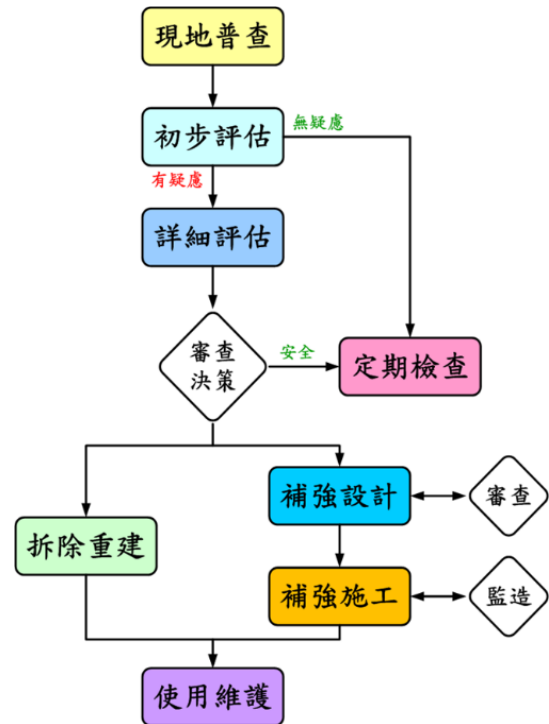 現地普查
初步評估
無疑慮
有疑慮
詳細評估
審查
決策
安全
定期檢查
補強設計
審查
拆除重建
補強施工
監造
使用維護